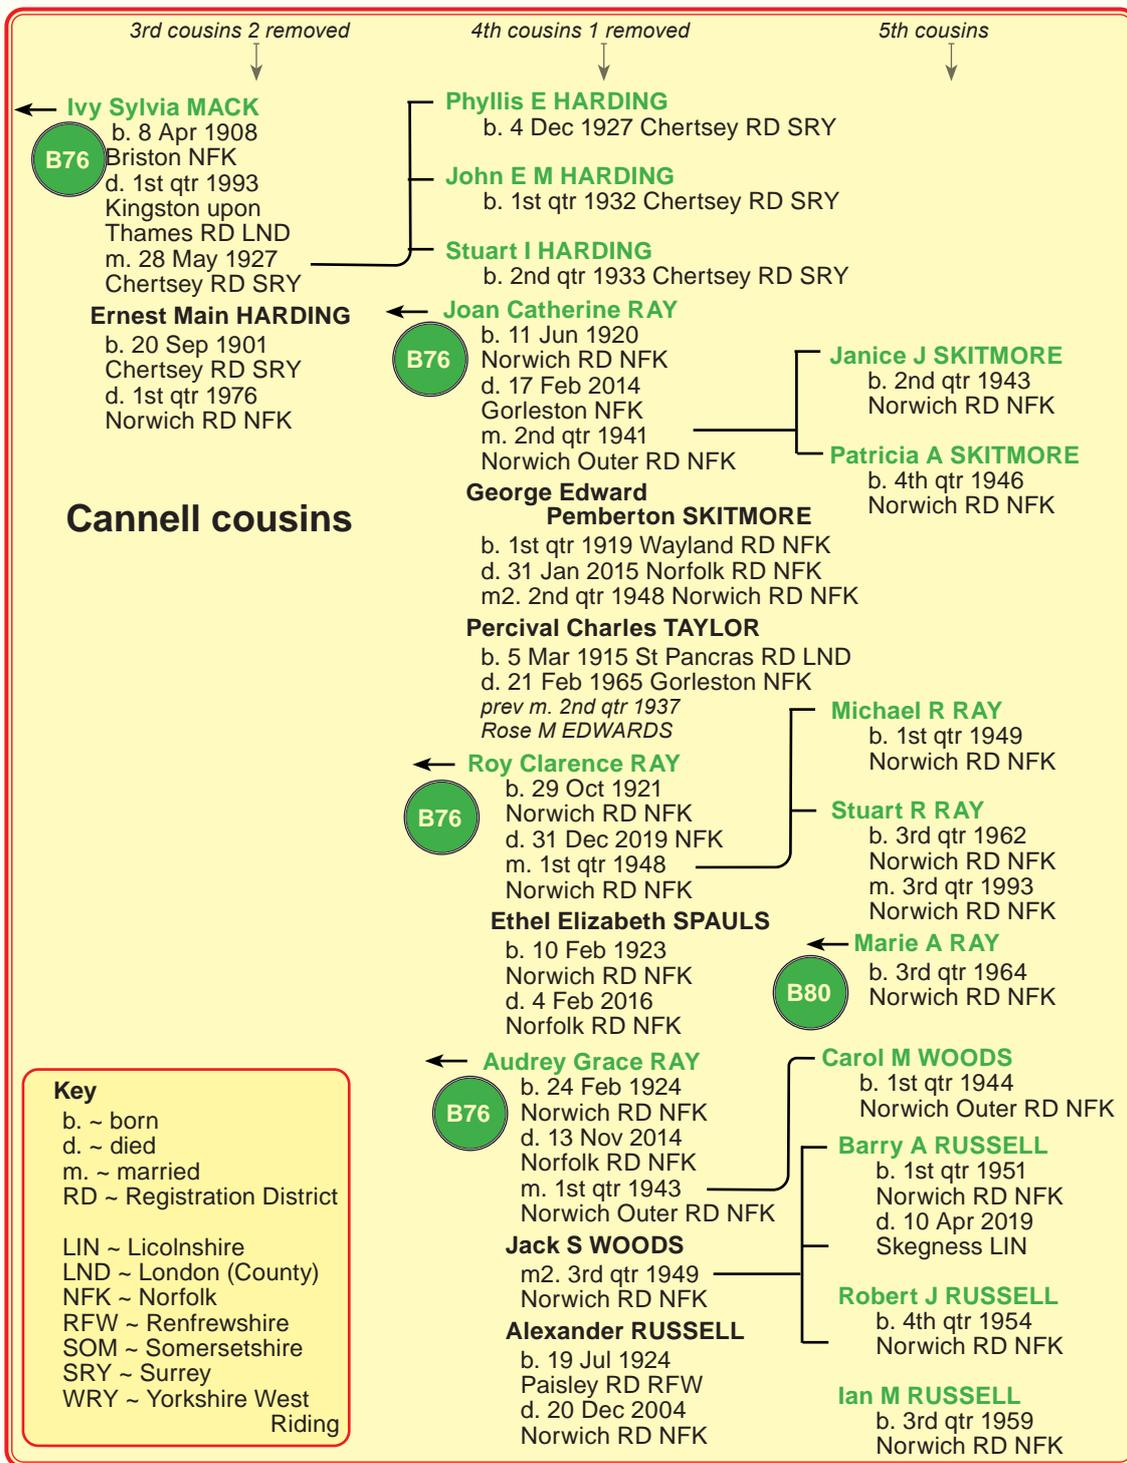 3rd cousins 2 removed
4th cousins 1 removed
5th cousins
Ivy Sylvia MACK
B76
b. 8 Apr 1908
Briston NFK
d. 1st qtr 1993
Kingston upon
Thames RD LND
m. 28 May 1927
Chertsey RD SRY
Ernest Main HARDING
b. 20 Sep 1901
Chertsey RD SRY
d. 1st qtr 1976
Norwich RD NFK
Cannell cousins
Phyllis E HARDING
b. 4 Dec 1927 Chertsey RD SRY
John E M HARDING
b. 1st qtr 1932 Chertsey RD SRY
Stuart I HARDING
b. 2nd qtr 1933 Chertsey RD SRY
Joan Catherine RAY
B76
b. 11 Jun 1920
Norwich RD NFK
d. 17 Feb 2014
Gorleston NFK
m. 2nd qtr 1941
Norwich Outer RD NFK
George Edward
Pemberton SKITMORE
b. 1st qtr 1919 Wayland RD NFK
d. 31 Jan 2015 Norfolk RD NFK
m2. 2nd qtr 1948 Norwich RD NFK
Percival Charles TAYLOR
b. 5 Mar 1915 St Pancras RD LND
d. 21 Feb 1965 Gorleston NFK
prev m. 2nd qtr 1937
Rose M EDWARDS
Roy Clarence RAY
B76
b. 29 Oct 1921
Norwich RD NFK
d. 31 Dec 2019 NFK
m. 1st qtr 1948
Norwich RD NFK
Ethel Elizabeth SPAULS
b. 10 Feb 1923
Norwich RD NFK
d. 4 Feb 2016
Norfolk RD NFK
Audrey Grace RAY
B76
b. 24 Feb 1924
Norwich RD NFK
d. 13 Nov 2014
Norfolk RD NFK
m. 1st qtr 1943
Norwich Outer RD NFK
Jack S WOODS
m2. 3rd qtr 1949
Norwich RD NFK
Alexander RUSSELL
b. 19 Jul 1924
Paisley RD RFW
d. 20 Dec 2004
Norwich RD NFK
Janice J SKITMORE
b. 2nd qtr 1943
Norwich RD NFK
Patricia A SKITMORE
b. 4th qtr 1946
Norwich RD NFK
Michael R RAY
b. 1st qtr 1949
Norwich RD NFK
Stuart R RAY
b. 3rd qtr 1962
Norwich RD NFK
m. 3rd qtr 1993
Norwich RD NFK
Marie A RAY
B80
b. 3rd qtr 1964
Norwich RD NFK
Carol M WOODS
b. 1st qtr 1944
Norwich Outer RD NFK
Barry A RUSSELL
b. 1st qtr 1951
Norwich RD NFK
d. 10 Apr 2019
Skegness LIN
Robert J RUSSELL
b. 4th qtr 1954
Norwich RD NFK
Ian M RUSSELL
b. 3rd qtr 1959
Norwich RD NFK
Key
b. ~ born
d. ~ died
m. ~ married
RD ~ Registration District
LIN ~ Licolnshire
LND ~ London (County)
NFK ~ Norfolk
RFW ~ Renfrewshire
SOM ~ Somersetshire
SRY ~ Surrey
WRY ~ Yorkshire West
Riding